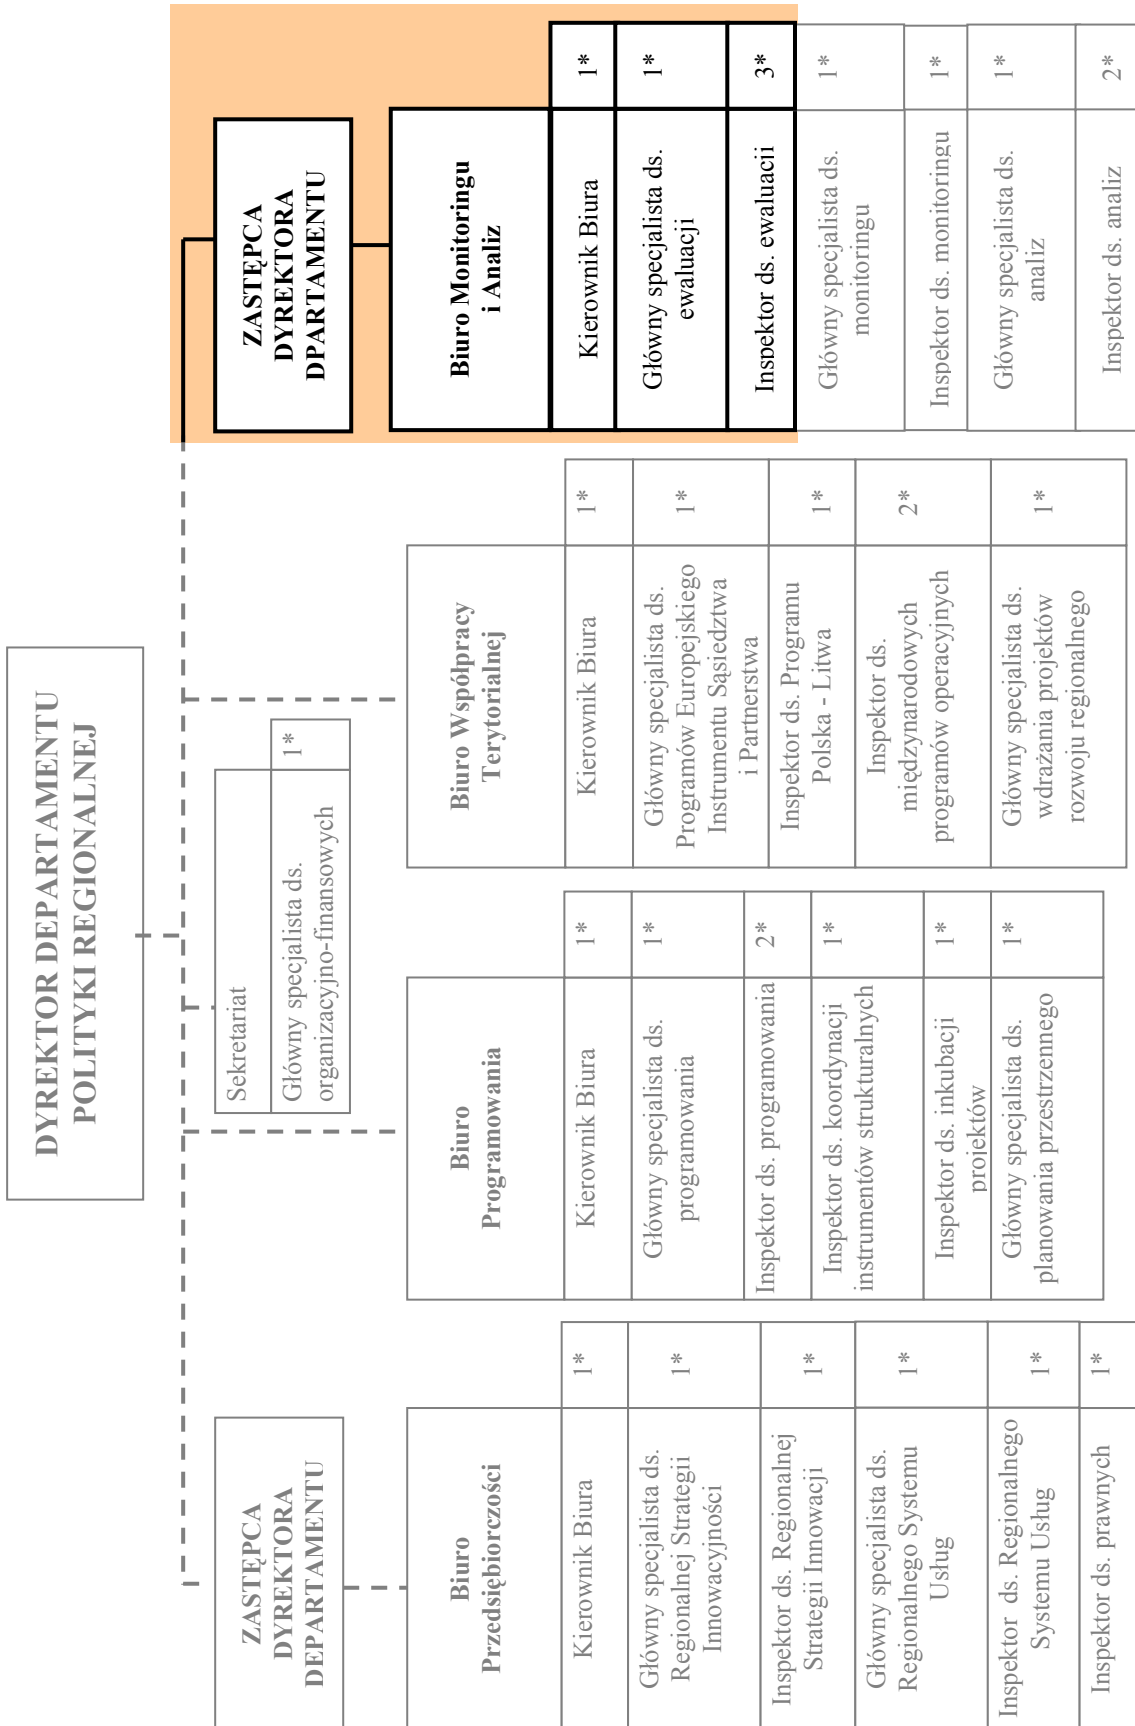 DYREKTOR DEPARTAMENTU
POLITYKI REGIONALNEJ
Sekretariat
Główny specjalista ds.
organizacyjno-finansowych
1*
ZASTĘPCA
DYREKTORA
DEPARTAMENTU
Biuro
Przedsiębiorczości
Kierownik Biura
1*
Główny specjalista ds.
Regionalnej Strategii
Innowacyjności
1*
Inspektor ds. Regionalnej
Strategii Innowacji
1*
Główny specjalista ds.
Regionalnego Systemu
Usług
1*
Inspektor ds. Regionalnego
Systemu Usług
1*
Inspektor ds. prawnych
1*
Biuro
Programowania
Kierownik Biura
1*
Główny specjalista ds.
programowania
1*
Inspektor ds. programowania
2*
Inspektor ds. koordynacji
instrumentów strukturalnych
1*
Inspektor ds. inkubacji
projektów
1*
Główny specjalista ds.
planowania przestrzennego
1*
Biuro Współpracy
Terytorialnej
Kierownik Biura
1*
Główny specjalista ds.
Programów Europejskiego
Instrumentu Sąsiedztwa
i Partnerstwa
1*
Inspektor ds. Programu
Polska - Litwa
1*
Inspektor ds.
międzynarodowych
programów operacyjnych
2*
Główny specjalista ds.
wdrażania projektów
rozwoju regionalnego
1*
ZASTĘPCA
DYREKTORA
DPARTAMENTU
Biuro Monitoringu
i Analiz
Kierownik Biura
1*
Główny specjalista ds.
ewaluacji
1*
Inspektor ds. ewaluacji
3*
Główny specjalista ds.
monitoringu
1*
Inspektor ds. monitoringu
1*
Główny specjalista ds.
analiz
1*
Inspektor ds. analiz
2*